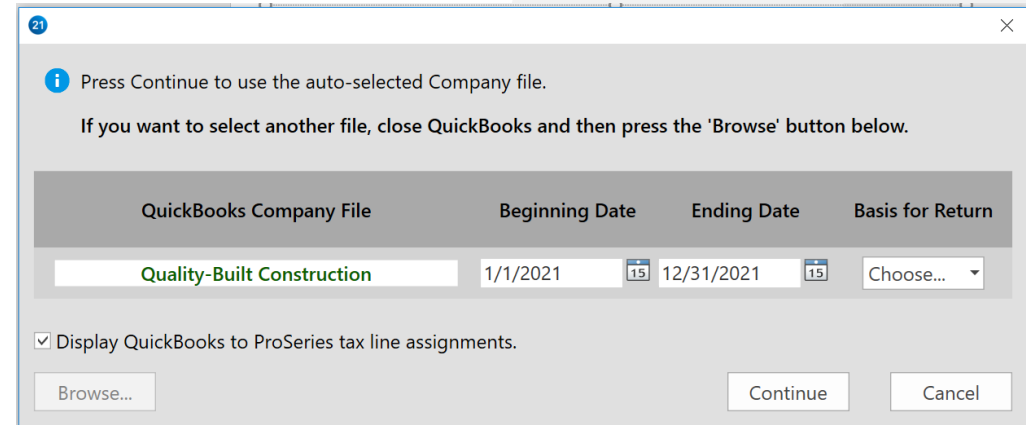 21
Press Continue to use the auto-selected Company file.
If you want to select another file, close QuickBooks and then press the 'Browse' button below.
QuickBooks Company File Beginning Date Ending Date Basis for Return
Quality-Built Construction 1/1/2021 15 12/31/2021 15 Choose...
Display QuickBooks to ProSeries tax line assignments.
Browse... Continue Cancel